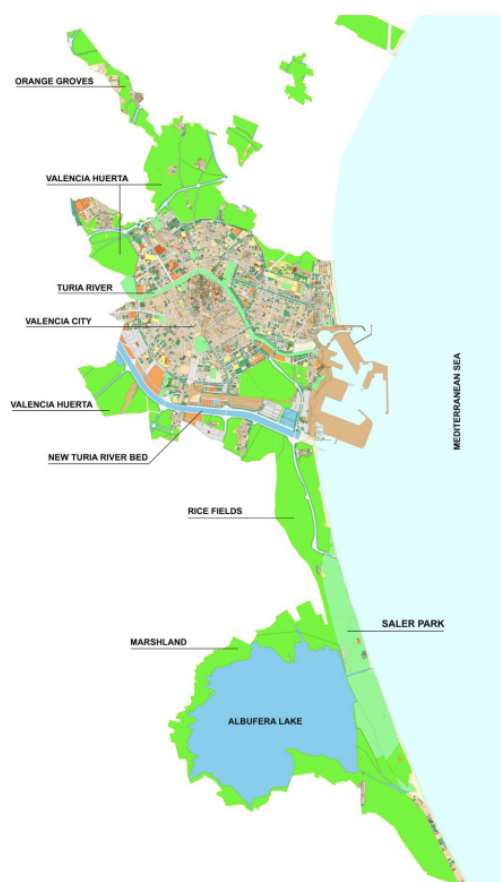 ORANGE GROVES
VALENCIA HUERTA
TURIA RIVER
VALENCIA CITY
MEDITERRANEAN SEA
VALENCIA HUERTA
NEW TURIA RIVER BED
RICE FIELDS
SALER PARK
MARSHLAND
ALBUFERA LAKE